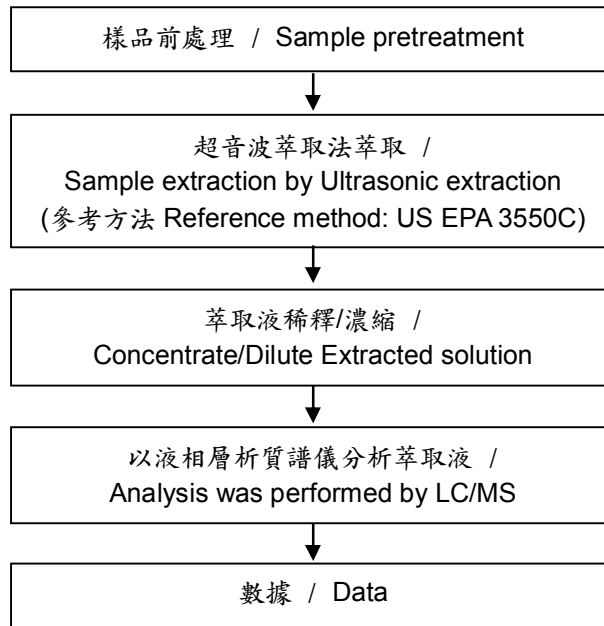 樣品前處理 / Sample pretreatment
超音波萃取法萃取 /
Sample extraction by Ultrasonic extraction
(參考方法 Reference method: US EPA 3550C)
萃取液稀釋/濃縮 /
Concentrate/Dilute Extracted solution
以液相層析質譜儀分析萃取液 /
Analysis was performed by LC/MS
數據 / Data